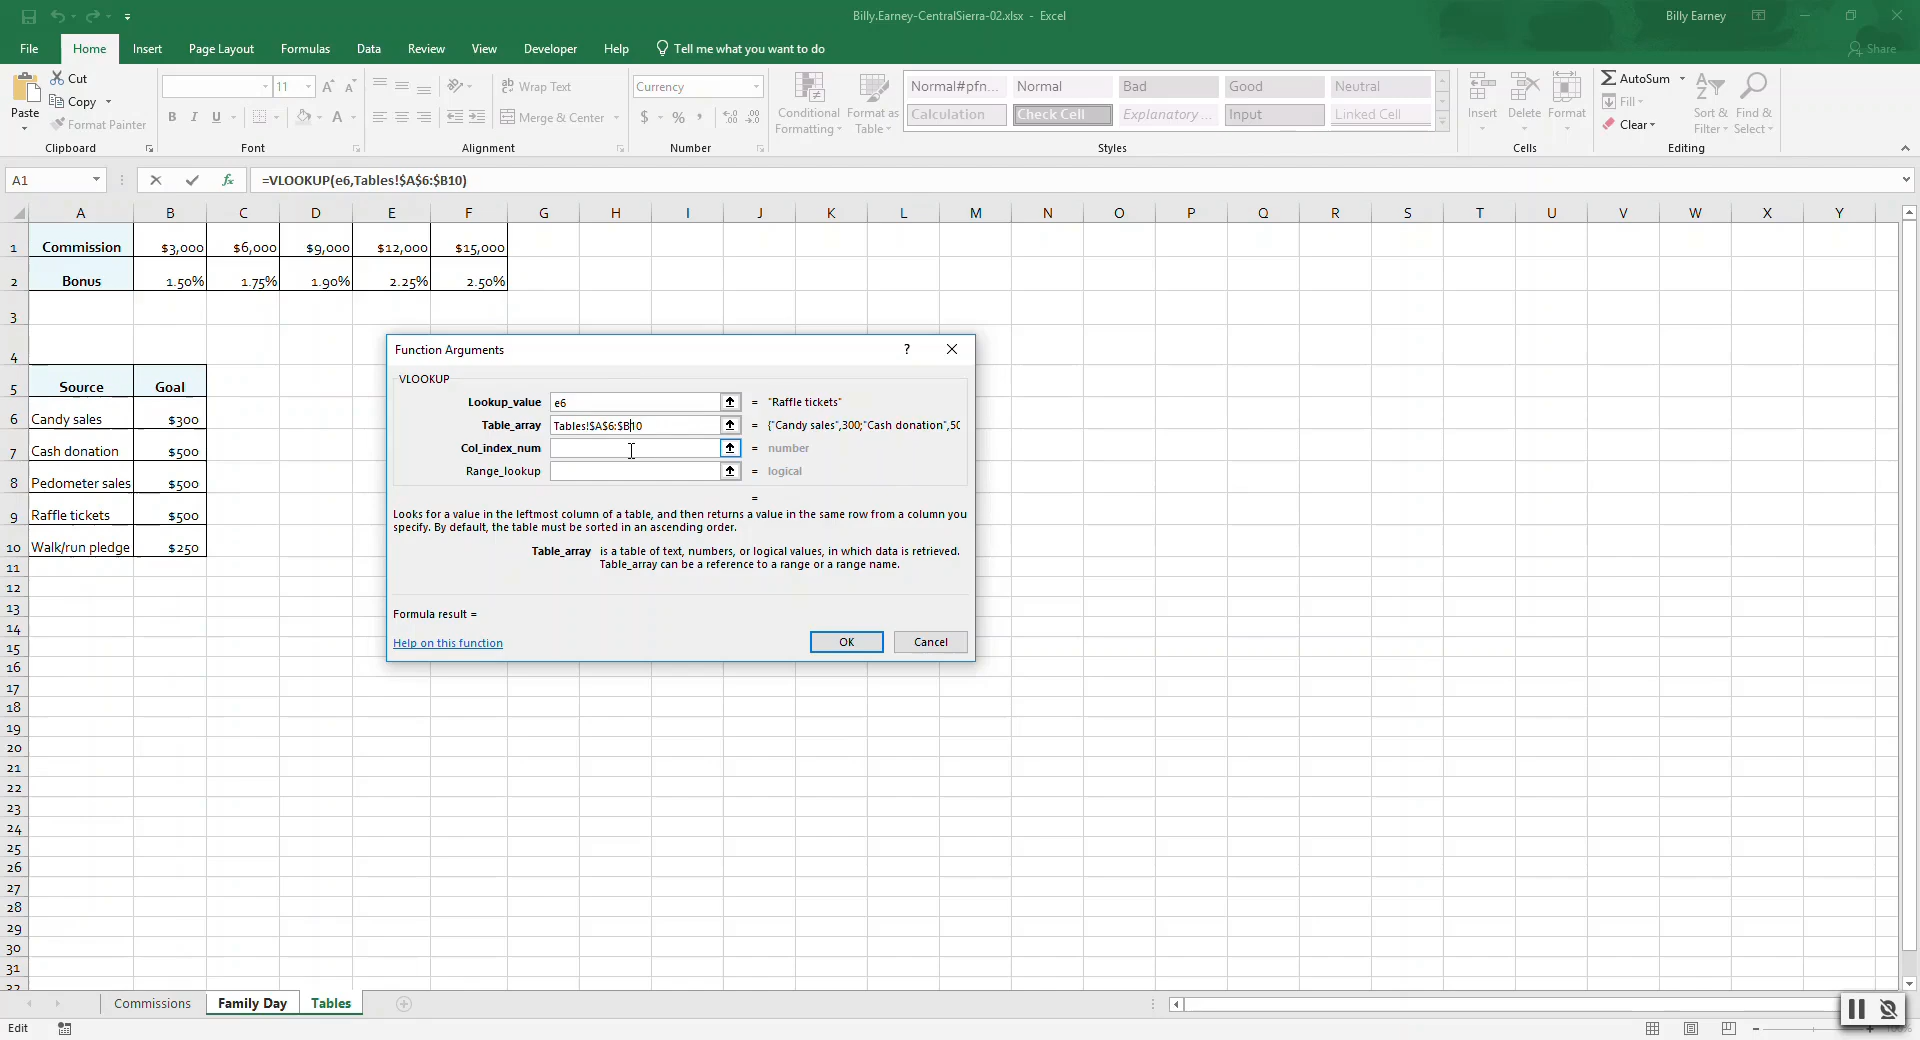 Billy.Earney-CentralSierra-02.xlsx - Excel
Billy Earney
File Home Insert Page Layout Formulas Data Review View Developer Help Tell me what you want to do Share
Cut
Copy
Format Painter
Paste
Clipboard
11
B I U
A A
Font
Wrap Text
Merge & Center
Alignment
Currency
$ % ,
Number
Conditional Formatting
Format as Table
Normal#pfn... Normal Bad Good Neutral
Calculation Check Cell Explanatory ... Input Linked Cell
Styles
Insert Delete Format
Cells
AutoSum
Fill
Clear
Sort & Filter
Find & Select
Editing
A1
fx
=VLOOKUP(e6,Tables!$A$6:$B10)
A B C D E F G H I J K L M N O P Q R S T U V W X Y
1 Commission $3,000 $6,000 $9,000 $12,000 $15,000
2 Bonus 1.50% 1.75% 1.90% 2.25% 2.50%
3
4
5 Source Goal
6 Candy sales $300
7 Cash donation $500
8 Pedometer sales $500
9 Raffle tickets $500
10 Walk/run pledge $250
11
12
13
14
15
16
17
18
19
20
21
22
23
24
25
26
27
28
29
30
31
32
Function Arguments ?
VLOOKUP
Lookup_value e6 = "Raffle tickets"
Table_array Tables!$A$6:$B10 = {"Candy sales",300;"Cash donation",50
Col_index_num = number
Range_lookup = logical
=
Looks for a value in the leftmost column of a table, and then returns a value in the same row from a column you
specify. By default, the table must be sorted in an ascending order.
Table_array is a table of text, numbers, or logical values, in which data is retrieved.
Table_array can be a reference to a range or a range name.
Formula result =
Help on this function
OK Cancel
Commissions Family Day Tables
Edit